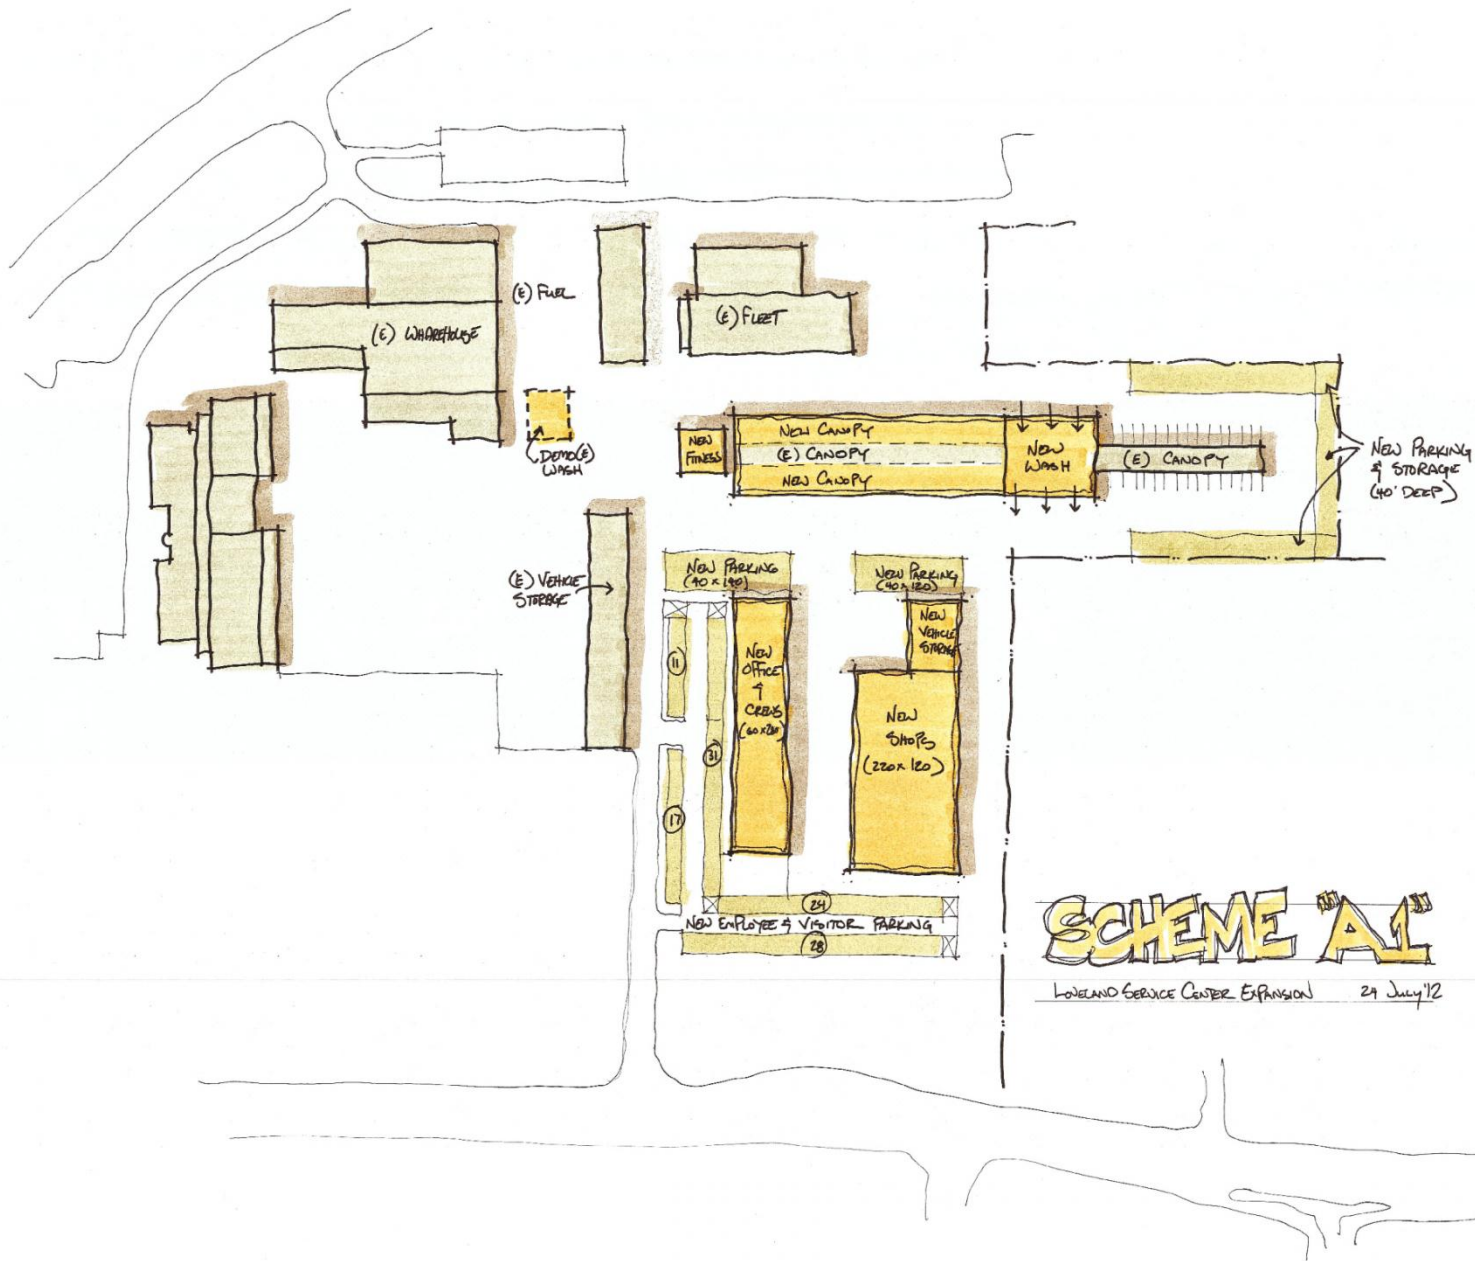 (E) FUEL
(E) WHAREHOUSE
(E) FLEET
DEMO(E)
WASH
NEW
FITNESS
NEW CANOPY
(E) CANOPY
NEW CANOPY
NEW
WASH
(E) CANOPY
NEW PARKING
& STORAGE
(40' DEEP)
(E) VEHICLE
STORAGE
NEW PARKING
(40 x 140)
NEW PARKING
(40 x 120)
NEW
VEHICLE
STORAGE
11
NEW
OFFICE
&
CREWS
NEW
SHOPS
(220 x 120)
31
17
24
NEW EMPLOYEE & VISITOR PARKING
28
SCHEME "A1"
LOVELAND SERVICE CENTER EXPANSION 24 JULY '12